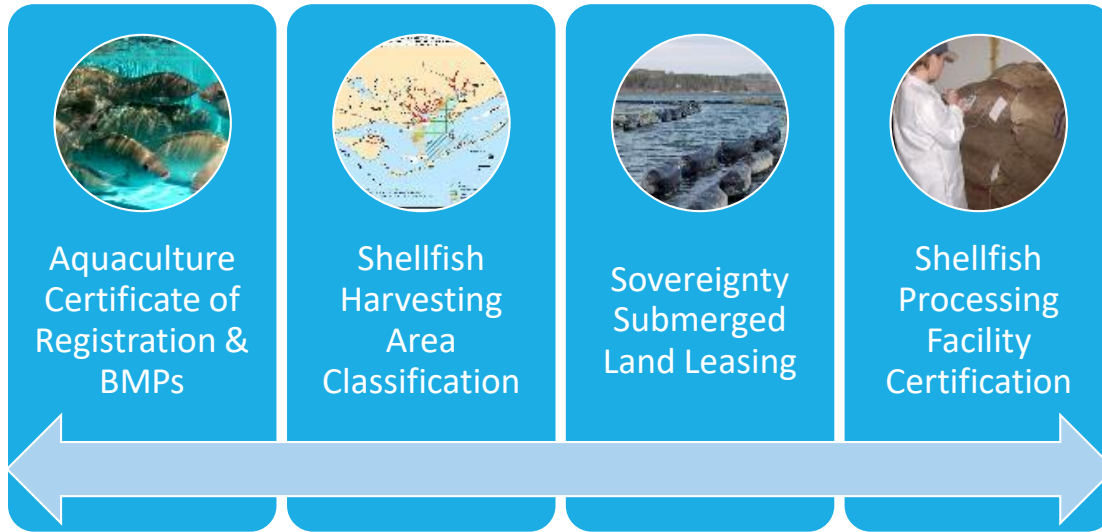 Aquaculture
Certificate of
Registration &
BMPs
Shellfish
Harvesting
Area
Classification
Sovereignty
Submerged
Land Leasing
Shellfish
Processing
Facility
Certification